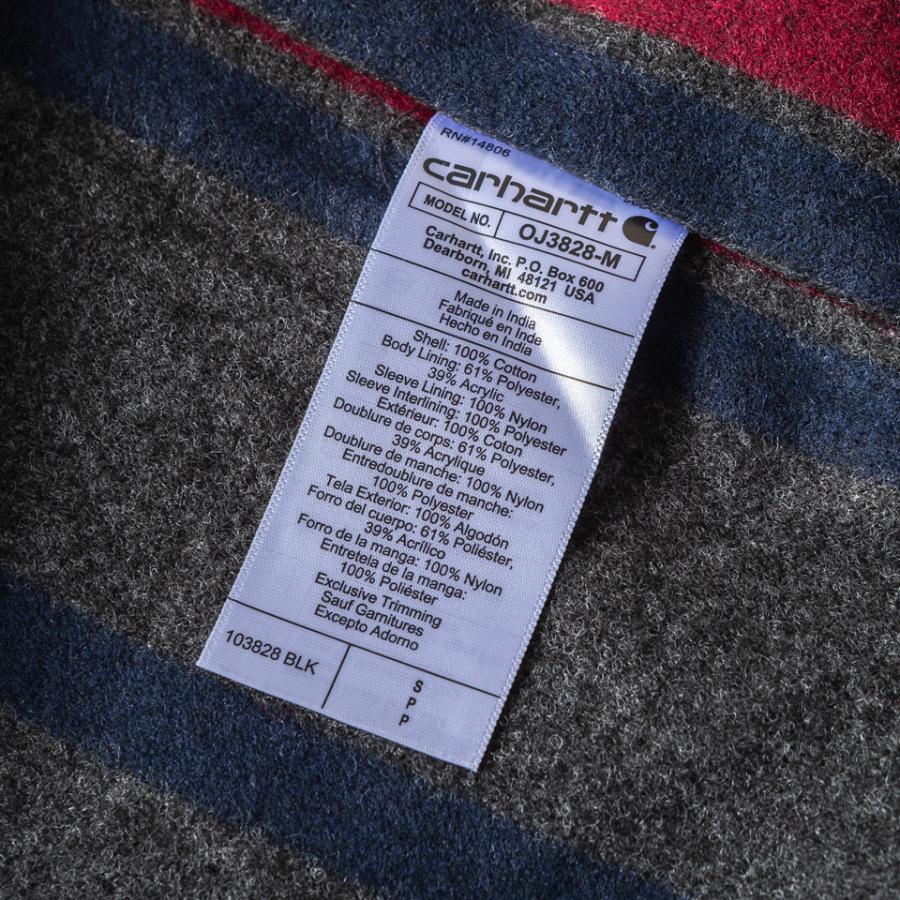 RN#14806
carhartt
MODEL NO. OJ3828-M
Carhartt, Inc. P.O. Box 600
Dearborn, MI 48121 USA
carhartt.com
Made in India
Fabriqué en Inde
Hecho en India
Shell: 100% Cotton
Body Lining: 61% Polyester,
39% Acrylic
Sleeve Lining: 100% Nylon
Sleeve Interlining: 100% Polyester
Extérieur: 100% Coton
Doublure de corps: 61% Polyester,
39% Acrylique
Doublure de manche: 100% Nylon
Entredoublure de manche:
100% Polyester
Tela Exterior: 100% Algodón
Forro del cuerpo: 61% Poliéster,
39% Acrílico
Forro de la manga: 100% Nylon
Entretela de la manga:
100% Poliéster
Exclusive Trimming
Sauf Garnitures
Excepto Adorno
103828 BLK
S
P
P